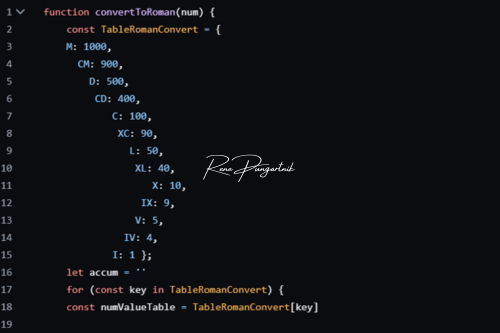 1 function convertToRoman(num) {
2 const TableRomanConvert = {
3 M: 1000,
4 CM: 900,
5 D: 500,
6 CD: 400,
7 C: 100,
8 XC: 90,
9 L: 50,
10 XL: 40,
Rene Pungartnik
11 X: 10,
12 IX: 9,
13 V: 5,
14 IV: 4,
15 I: 1 };
16 let accum = ''
17 for (const key in TableRomanConvert) {
18 const numValueTable = TableRomanConvert[key]
19